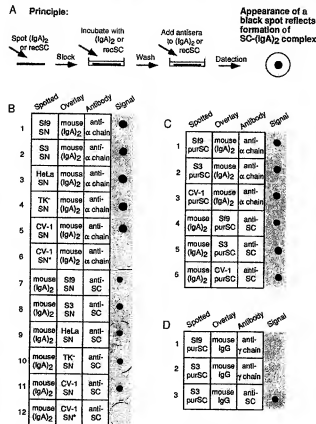 A Principle:
Spot (IgA)2 or recSC
Block
Incubate with (IgA)2 or recSC
Wash
Add antisera to (IgA)2 or recSC
Detection
Appearance of a black spot reflects formation of SC-(IgA)2 complex
B
Spotted Overlay Antibody Signal
1 Sf9 SN mouse (IgA)2 anti-α chain
2 S3 SN mouse (IgA)2 anti-α chain
3 HeLa SN mouse (IgA)2 anti-α chain
4 TK- SN mouse (IgA)2 anti-α chain
5 CV-1 SN mouse (IgA)2 anti-α chain
6 CV-1 SN* mouse (IgA)2 anti-α chain
7 mouse (IgA)2 Sf9 SN anti-SC
8 mouse (IgA)2 S3 SN anti-SC
9 mouse (IgA)2 HeLa SN anti-SC
10 mouse (IgA)2 TK- SN anti-SC
11 mouse (IgA)2 CV-1 SN anti-SC
12 mouse (IgA)2 CV-1 SN* anti-SC
C
Spotted Overlay Antibody Signal
1 Sf9 purSC mouse (IgA)2 anti-α chain
2 S3 purSC mouse (IgA)2 anti-α chain
3 CV-1 purSC mouse (IgA)2 anti-α chain
4 mouse (IgA)2 Sf9 purSC anti-SC
5 mouse (IgA)2 S3 purSC anti-SC
6 mouse (IgA)2 CV-1 purSC anti-SC
D
Spotted Overlay Antibody Signal
1 Sf9 purSC mouse IgG anti-γ chain
2 S3 purSC mouse IgG anti-γ chain
3 S3 purSC mouse IgG anti-SC